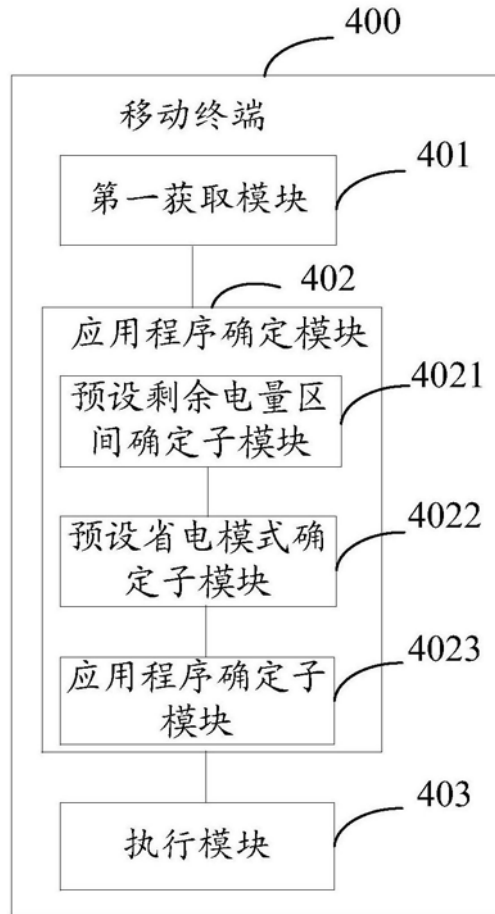 400
移动终端
401
第一获取模块
402
应用程序确定模块
4021
预设剩余电量区
间确定子模块
4022
预设省电模式确
定子模块
4023
应用程序确定子
模块
403
执行模块